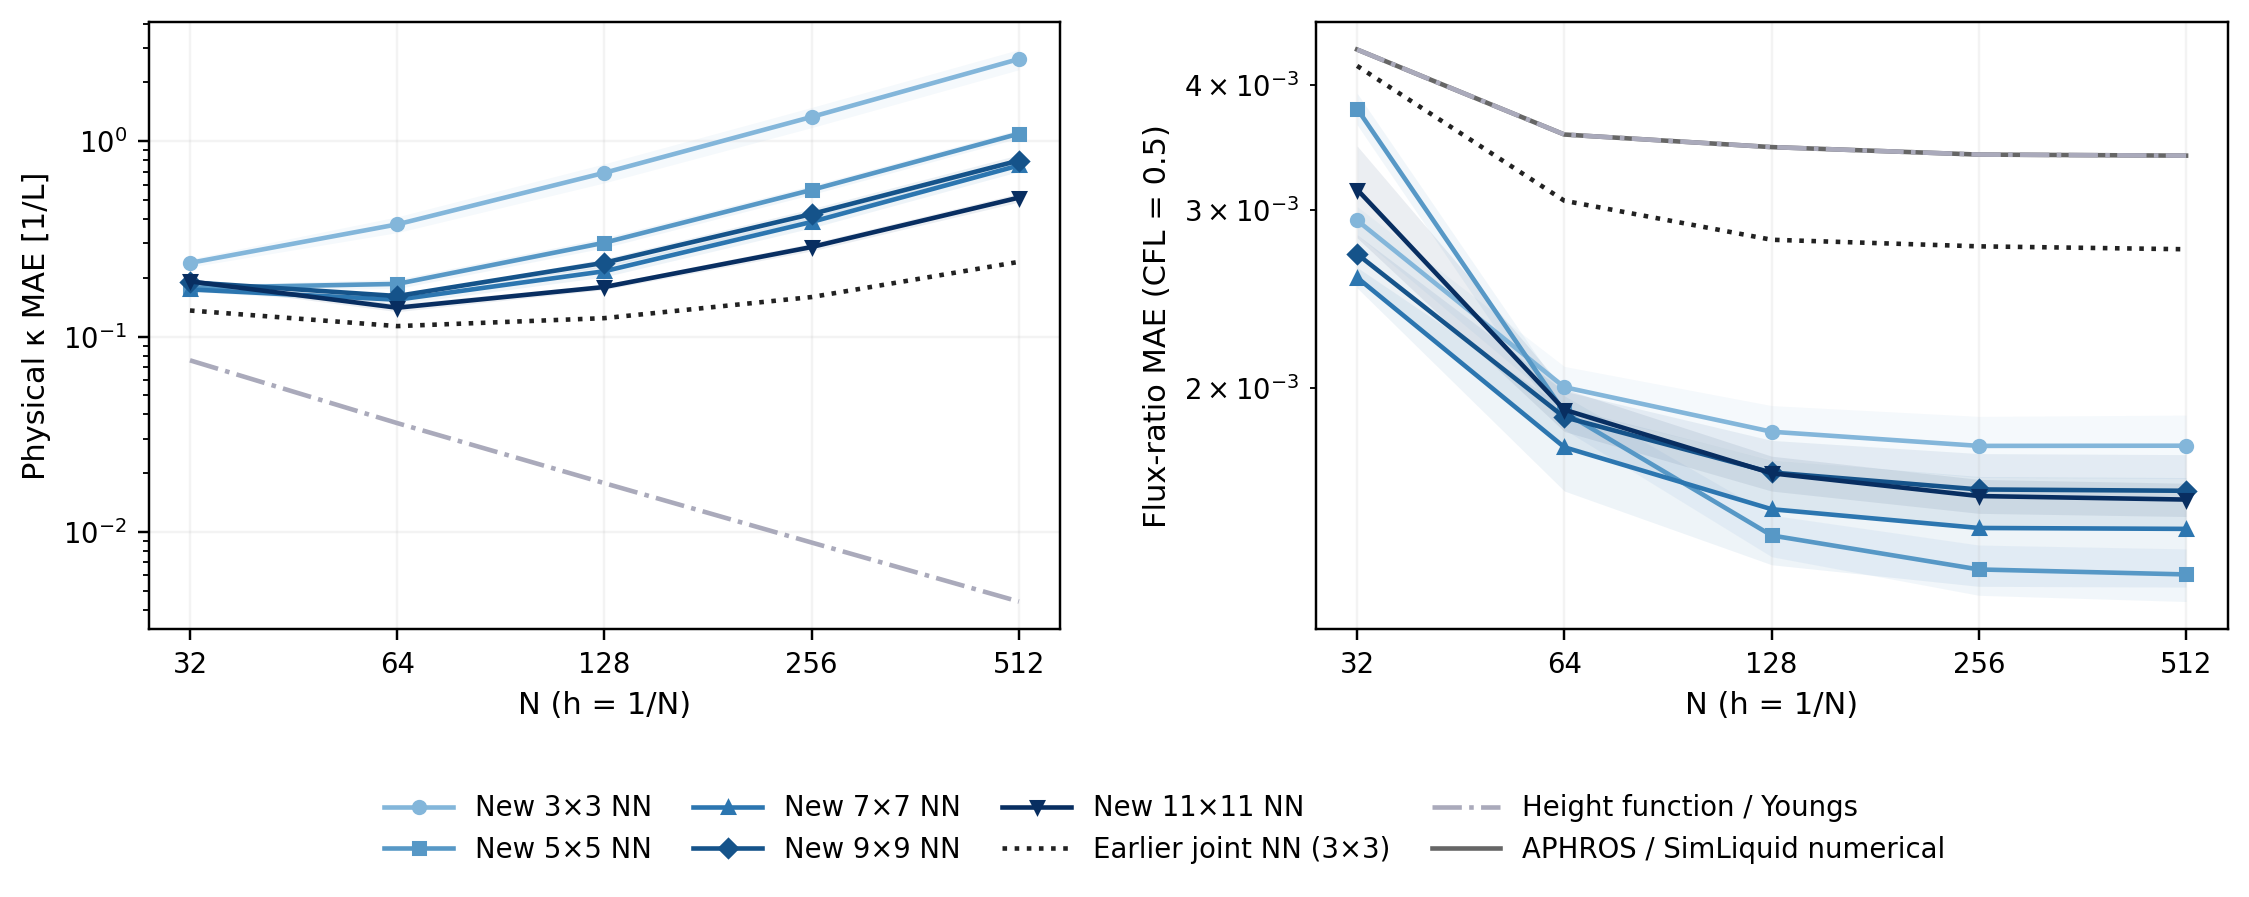 Physical κ MAE [1/L]
10⁰
10⁻¹
10⁻²
32 64 128 256 512
N (h = 1/N)
Flux-ratio MAE (CFL = 0.5)
4 × 10⁻³
3 × 10⁻³
2 × 10⁻³
32 64 128 256 512
N (h = 1/N)
New 3×3 NN
New 5×5 NN
New 7×7 NN
New 9×9 NN
New 11×11 NN
Earlier joint NN (3×3)
Height function / Youngs
APHROS / SimLiquid numerical